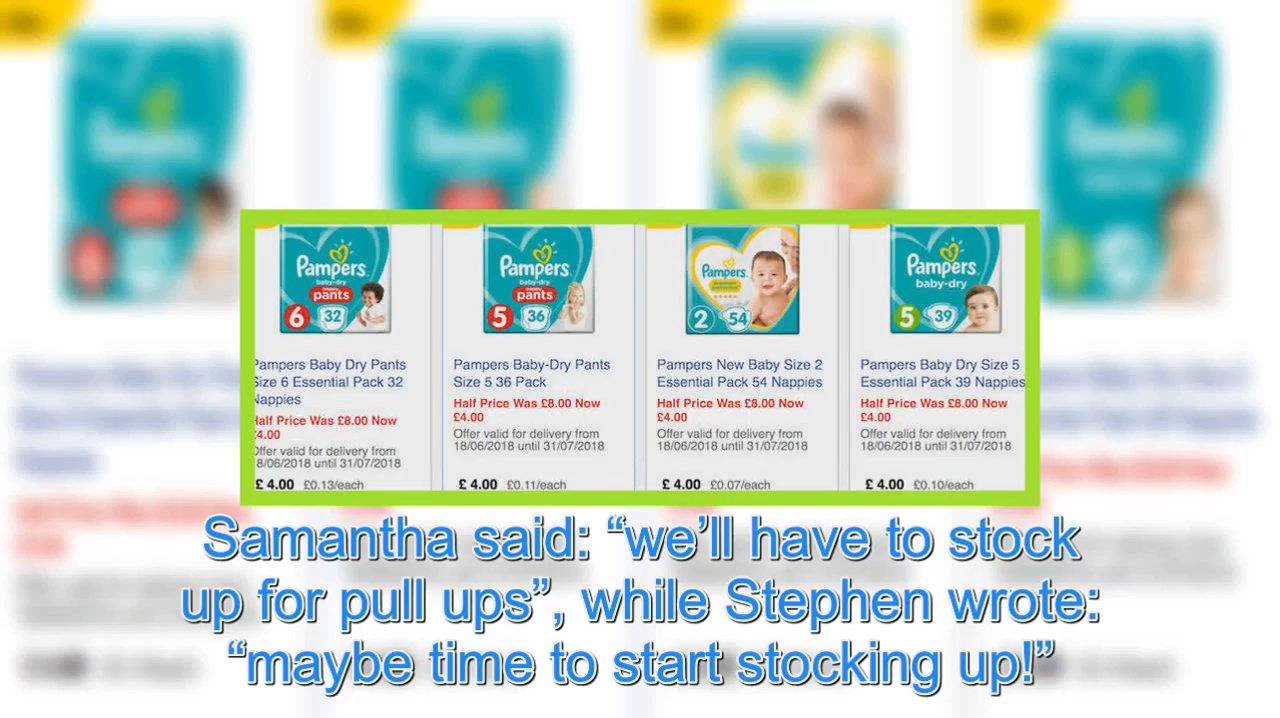 Pampers
baby-dry
nappy pants
6 32
Pampers
baby-dry
nappy pants
5 36
Pampers
2 54
Pampers
baby-dry
5 39
Pampers Baby Dry Pants
Size 6 Essential Pack 32
Nappies
Half Price Was £8.00 Now
£4.00
Offer valid for delivery from
8/06/2018 until 31/07/2018
£ 4.00 £0.13/each
Pampers Baby-Dry Pants
Size 5 36 Pack
Half Price Was £8.00 Now
£4.00
Offer valid for delivery from
18/06/2018 until 31/07/2018
£ 4.00 £0.11/each
Pampers New Baby Size 2
Essential Pack 54 Nappies
Half Price Was £8.00 Now
£4.00
Offer valid for delivery from
18/06/2018 until 31/07/2018
£ 4.00 £0.07/each
Pampers Baby Dry Size 5
Essential Pack 39 Nappies
Half Price Was £8.00 Now
£4.00
Offer valid for delivery from
18/06/2018 until 31/07/2018
£ 4.00 £0.10/each
Samantha said: “we’ll have to stock
up for pull ups”, while Stephen wrote:
“maybe time to start stocking up!”